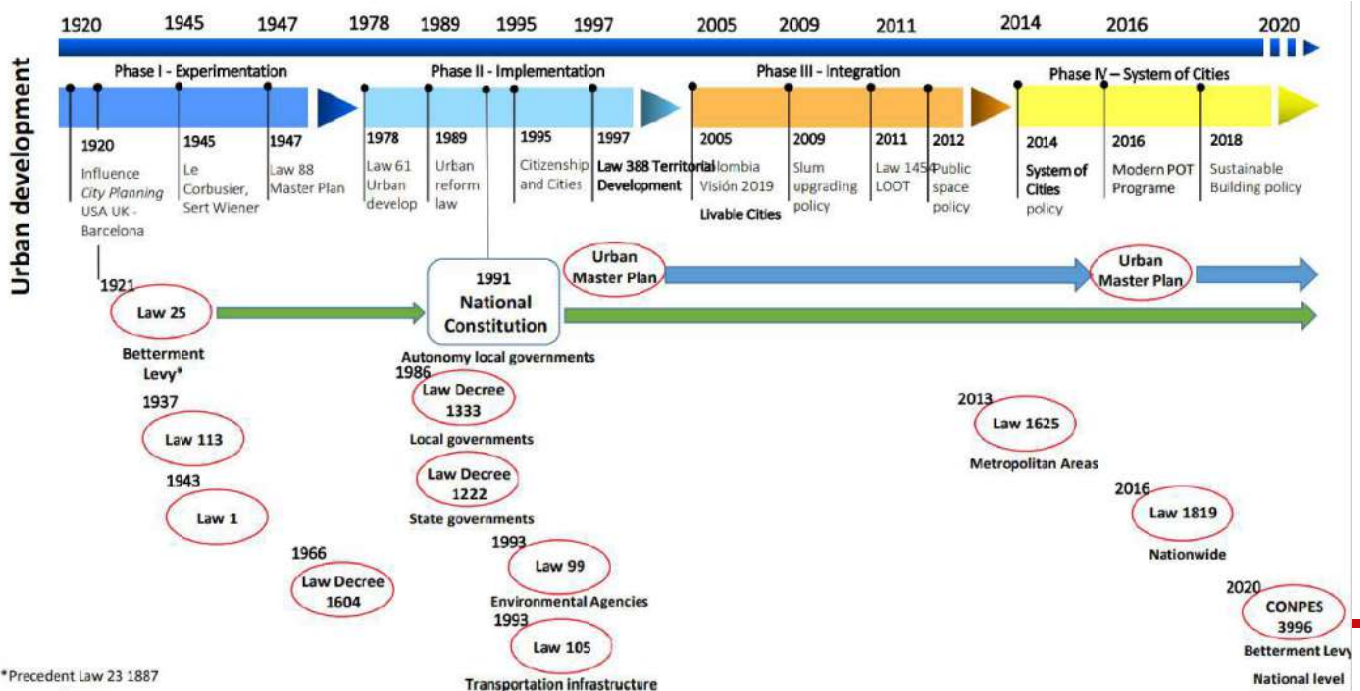 1920 1945 1947 1978 1989 1995 1997 2005 2009 2011 2014 2016 2020
Urban development
Phase I - Experimentation
Phase II - Implementation
Phase III - Integration
Phase IV – System of Cities
1920
Influence
City Planning
USA UK -
Barcelona
1945
Le
Corbusier,
Sert Wiener
1947
Law 88
Master Plan
1978
Law 61
Urban
develop
1989
Urban
reform
law
1995
Citizenship
and Cities
1997
Law 388 Territorial
Development
2005
Colombia
Visión 2019
Livable Cities
2009
Slum
upgrading
policy
2011
Law 1454
LOOT
2012
Public
space
policy
2014
System of
Cities
policy
2016
Modern POT
Programe
2018
Sustainable
Building policy
Urban
Master Plan
Urban
Master Plan
1921
Law 25
Betterment
Levy*
1991
National
Constitution
Autonomy local governments
1937
Law 113
1943
Law 1
1966
Law Decree
1604
1986
Law Decree
1333
Local governments
Law Decree
1222
State governments
1993
Law 99
Environmental Agencies
1993
Law 105
Transportation infrastructure
2013
Law 1625
Metropolitan Areas
2016
Law 1819
Nationwide
2020
CONPES
3996
Betterment Levy
National level
*Precedent Law 23 1887